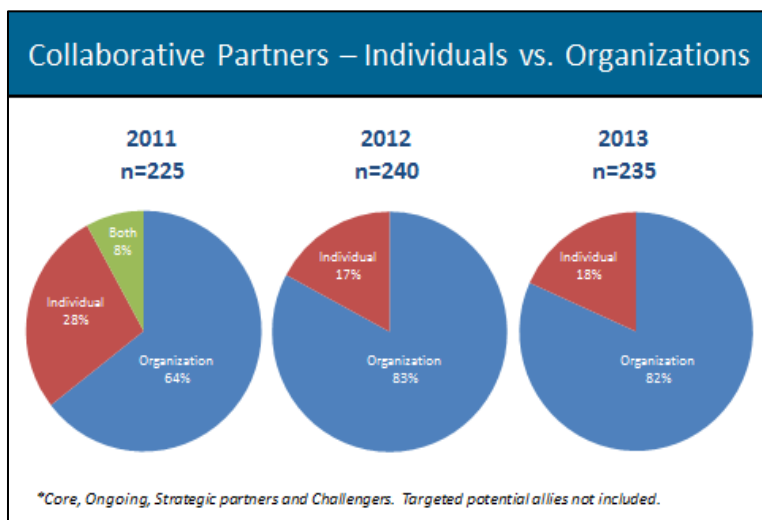 Collaborative Partners – Individuals vs. Organizations
2011
n=225
2012
n=240
2013
n=235
Both
8%
Individual
28%
Organization
64%
Individual
17%
Organization
83%
Individual
18%
Organization
82%
*Core, Ongoing, Strategic partners and Challengers. Targeted potential allies not included.